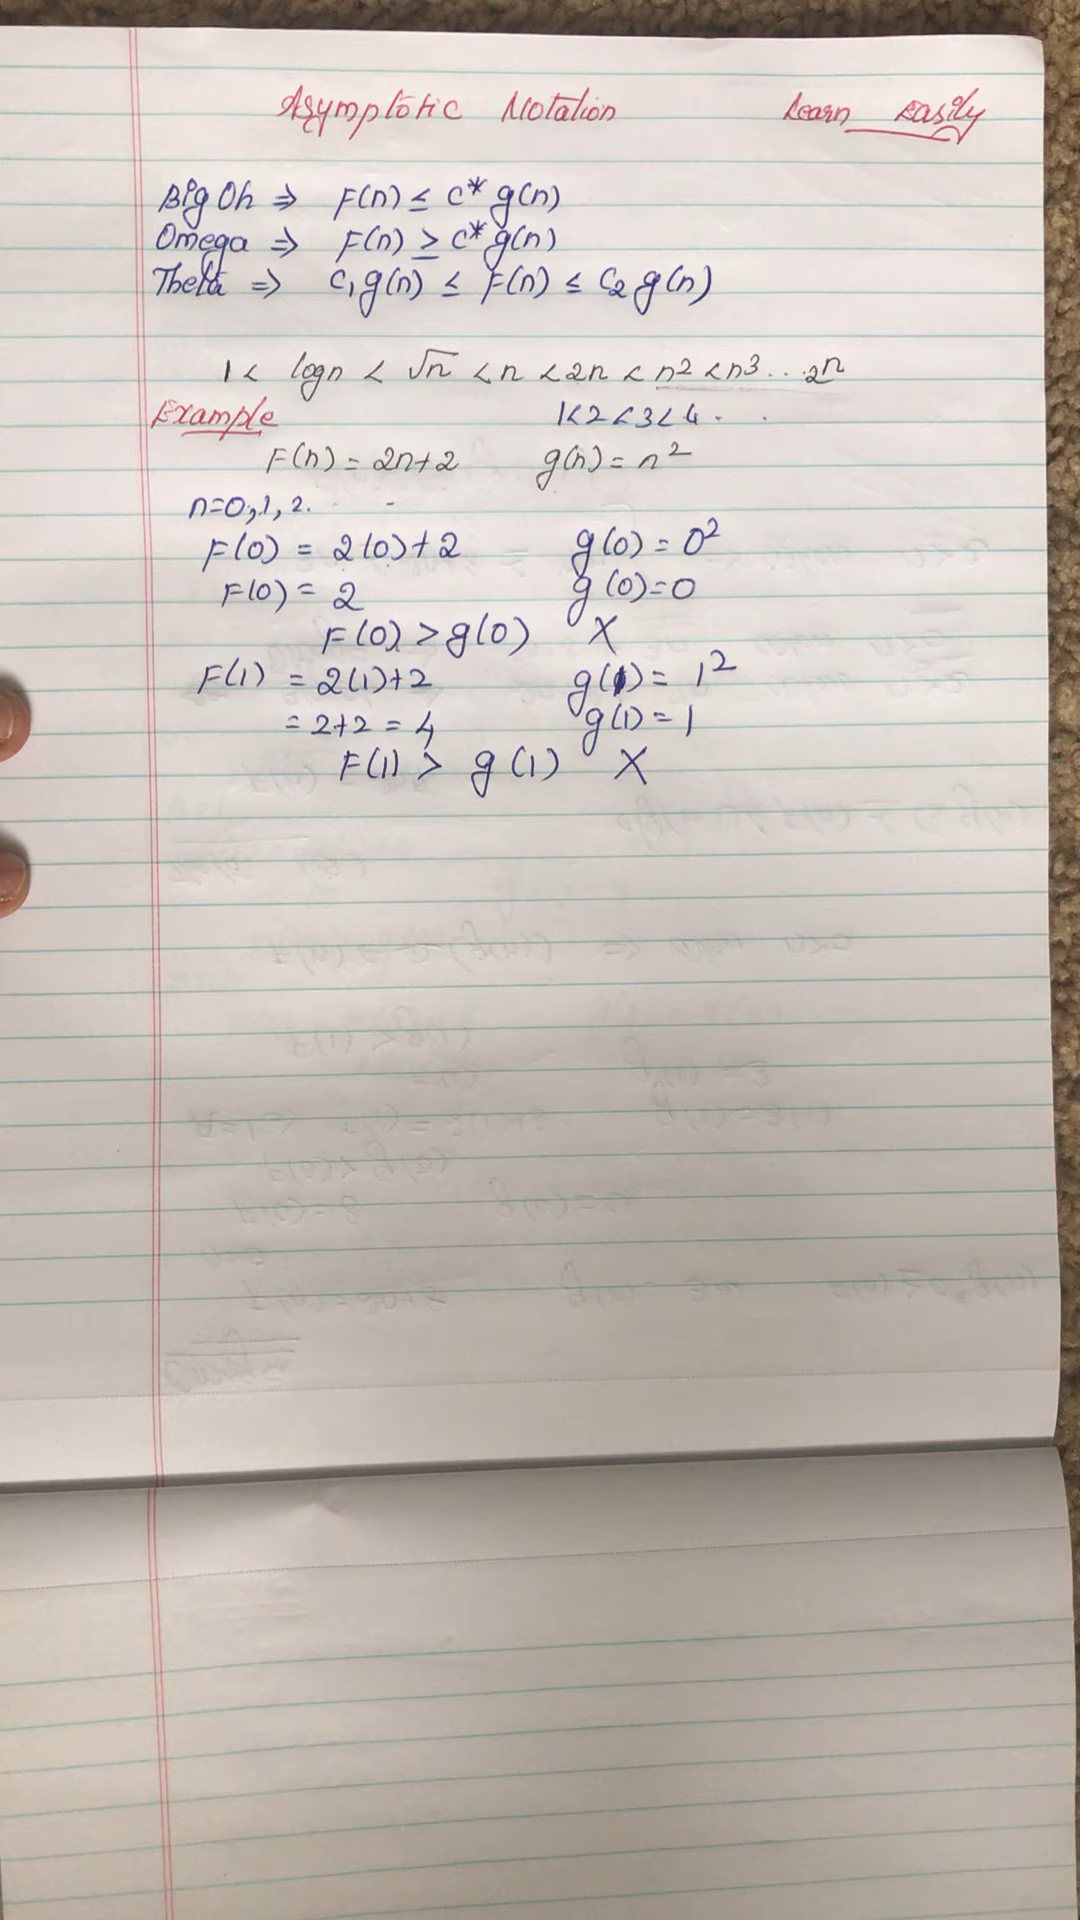 Asymptotic Notation Learn Easily
Big Oh ⇒ F(n) ≤ c* g(n)
Omega ⇒ F(n) ≥ c* g(n)
Theta ⇒ C₁g(n) ≤ F(n) ≤ C₂ g(n)
1 < logn < √n < n < 2n < n² < n³ ... 2ⁿ
Example 1<2<3<4 . .
F(n) = 2n+2 g(n) = n²
n=0,1,2. . . -
F(0) = 2(0)+2 g(0) = 0²
F(0) = 2 g(0)=0
F(0) > g(0) X
F(1) = 2(1)+2 g(1) = 1²
= 2+2 = 4 g(1) = 1
F(1) > g(1) X